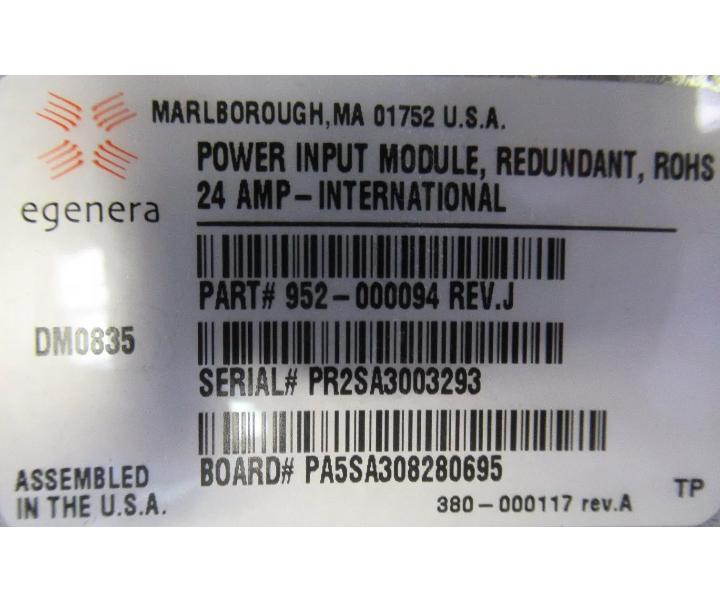 MARLBOROUGH,MA 01752 U.S.A.
egenera
POWER INPUT MODULE, REDUNDANT, ROHS
24 AMP-INTERNATIONAL
PART# 952-000094 REV.J
DM0835
SERIAL# PR2SA3003293
BOARD# PA5SA308280695
ASSEMBLED
IN THE U.S.A.
380-000117 rev.A
TP